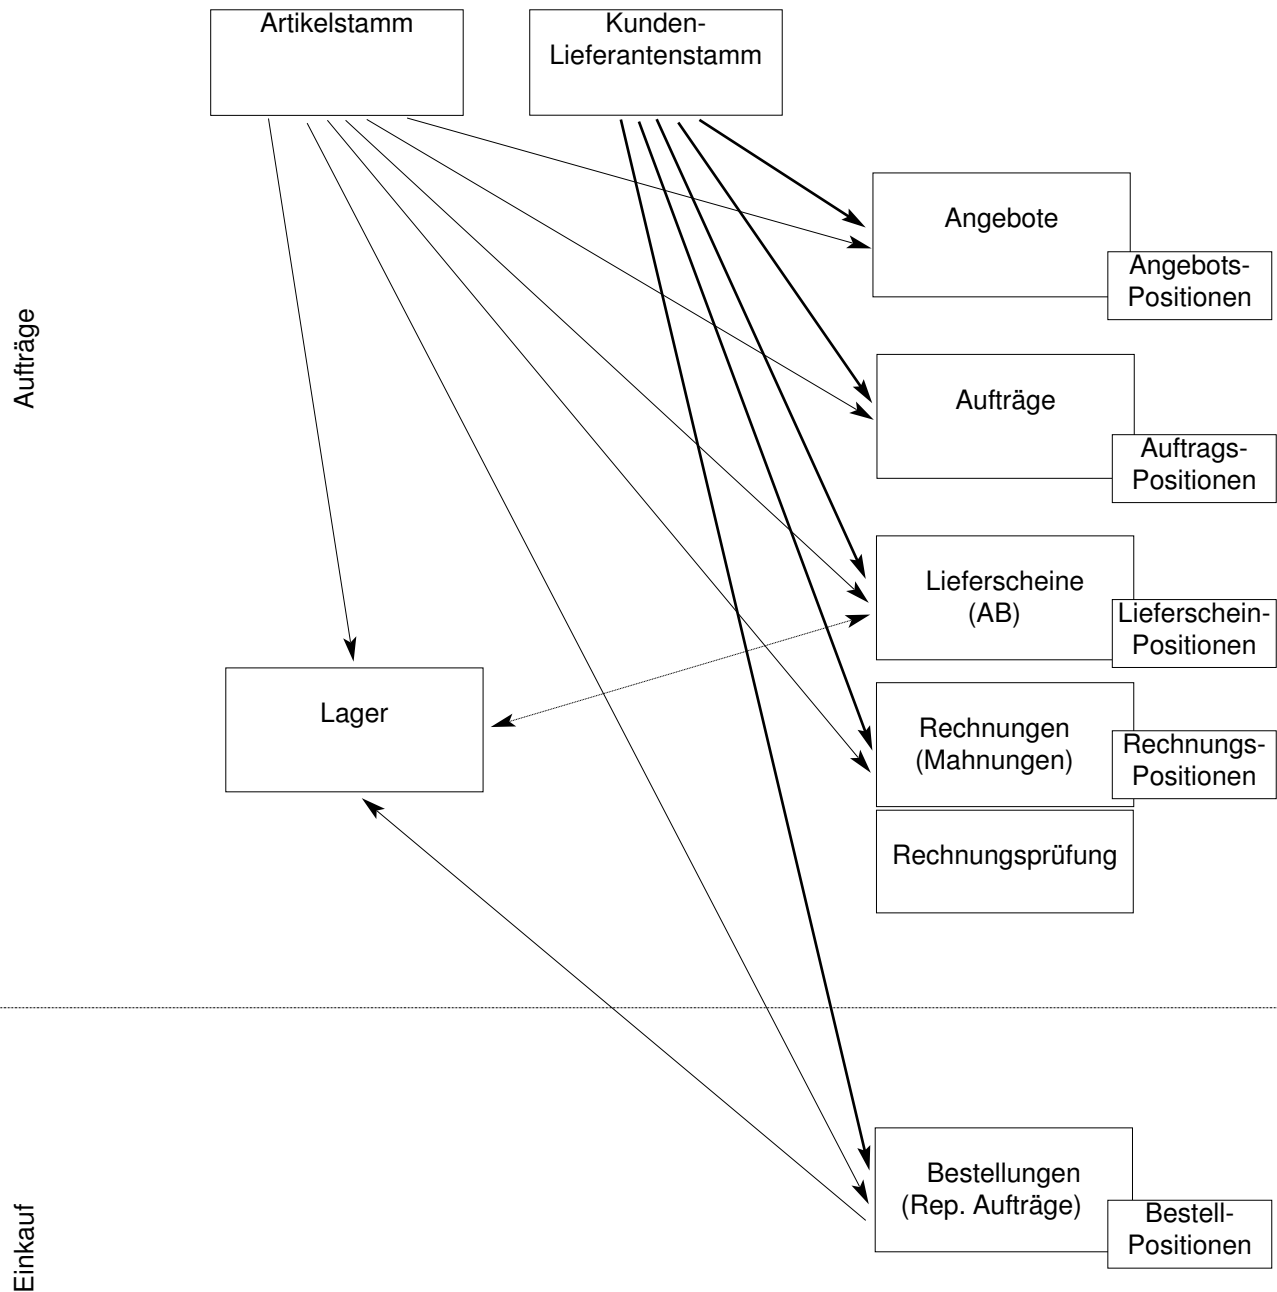 Artikelstamm
Kunden-
Lieferantenstamm
Angebote
Angebots-
Positionen
Aufträge
Aufträge
Auftrags-
Positionen
Lieferscheine
(AB)
Lieferschein-
Positionen
Lager
Rechnungen
(Mahnungen)
Rechnungs-
Positionen
Rechnungsprüfung
Einkauf
Bestellungen
(Rep. Aufträge)
Bestell-
Positionen